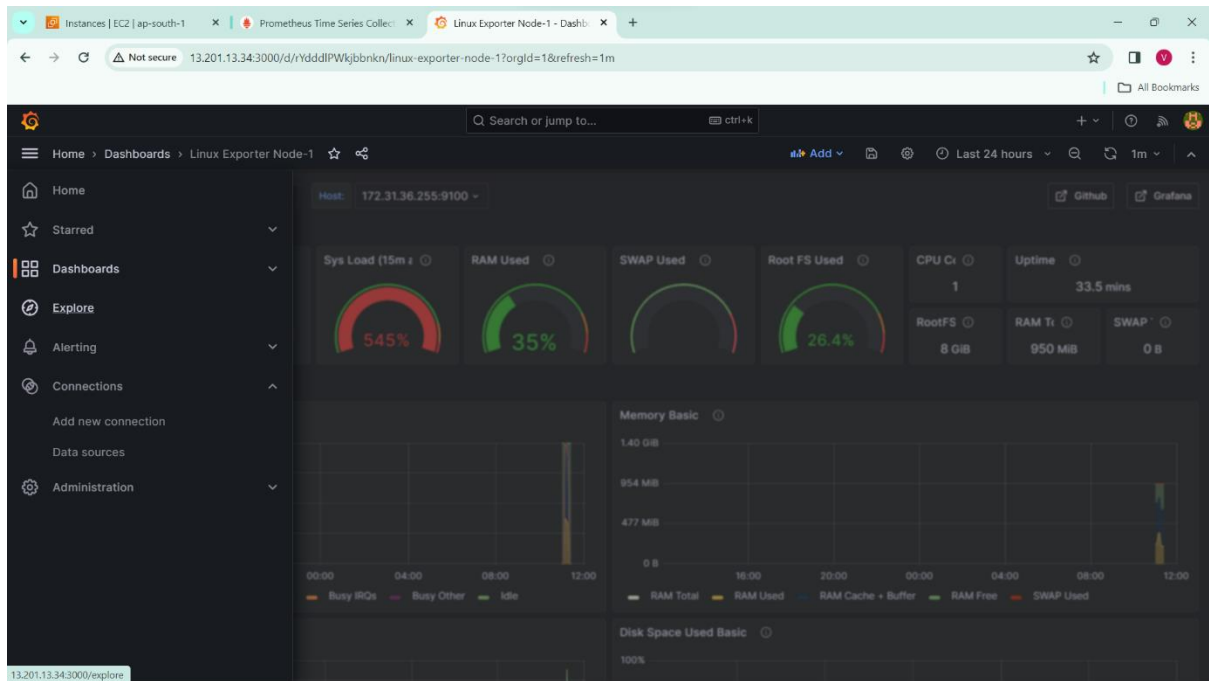 Instances | EC2 | ap-south-1
Prometheus Time Series Collect
Linux Exporter Node-1 - Dashb
Not secure 13.201.13.34:3000/d/rYdddlPWkjbbnkn/linux-exporter-node-1?orgId=1&refresh=1m
V
All Bookmarks
Search or jump to... ctrl+k
Home › Dashboards › Linux Exporter Node-1 Add Last 24 hours 1m
Home
Host: 172.31.36.255:9100 Github Grafana
Starred
Dashboards
Sys Load (15m a RAM Used SWAP Used Root FS Used CPU Co Uptime
1 33.5 mins
Explore
RootFS RAM To SWAP
545% 35% 26.4% 8 GiB 950 MiB 0 B
Alerting
Connections
Add new connection
Data sources
Administration
Memory Basic
1.40 GiB
954 MiB
477 MiB
0 B
00:00 04:00 08:00 12:00 16:00 20:00 00:00 04:00 08:00 12:00
Busy IRQs Busy Other Idle RAM Total RAM Used RAM Cache + Buffer RAM Free SWAP Used
Disk Space Used Basic
100%
13.201.13.34:3000/explore